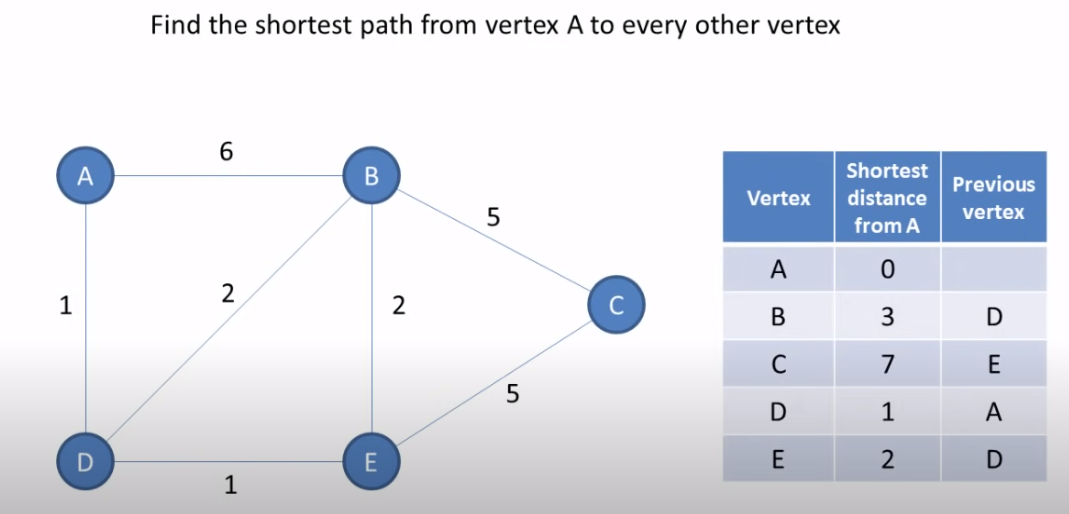 Find the shortest path from vertex A to every other vertex
6
A
B
5
1
2
2
C
5
D
E
1
Vertex Shortest distance from A Previous vertex
A 0
B 3 D
C 7 E
D 1 A
E 2 D